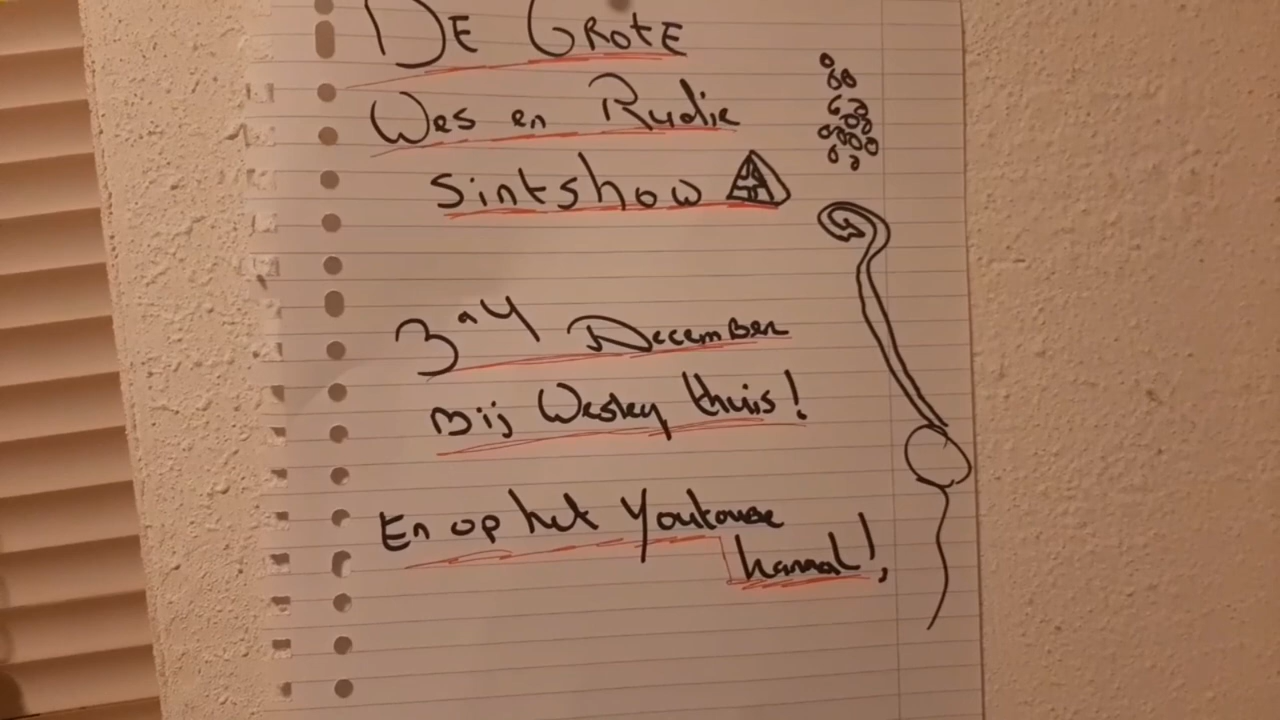 DE GROTE
Wes en Rudie
Sintshow
3 a 4 December
Bij Wesley thuis!
En op het Youtube
kanaal!,